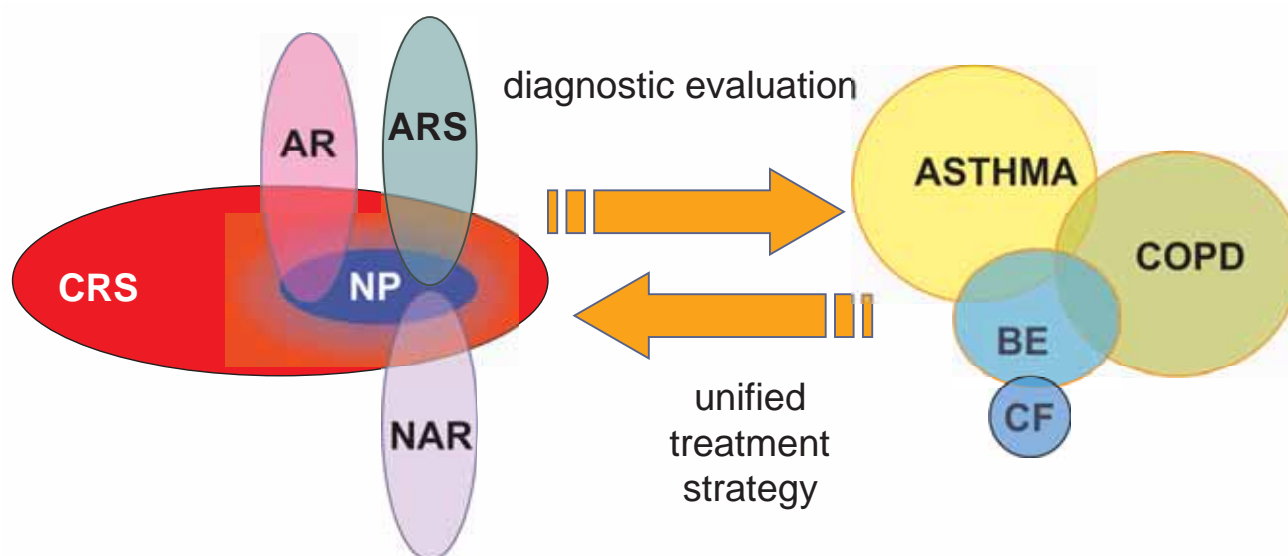 AR
ARS
CRS
NP
NAR
diagnostic evaluation
unified
treatment
strategy
ASTHMA
COPD
BE
CF